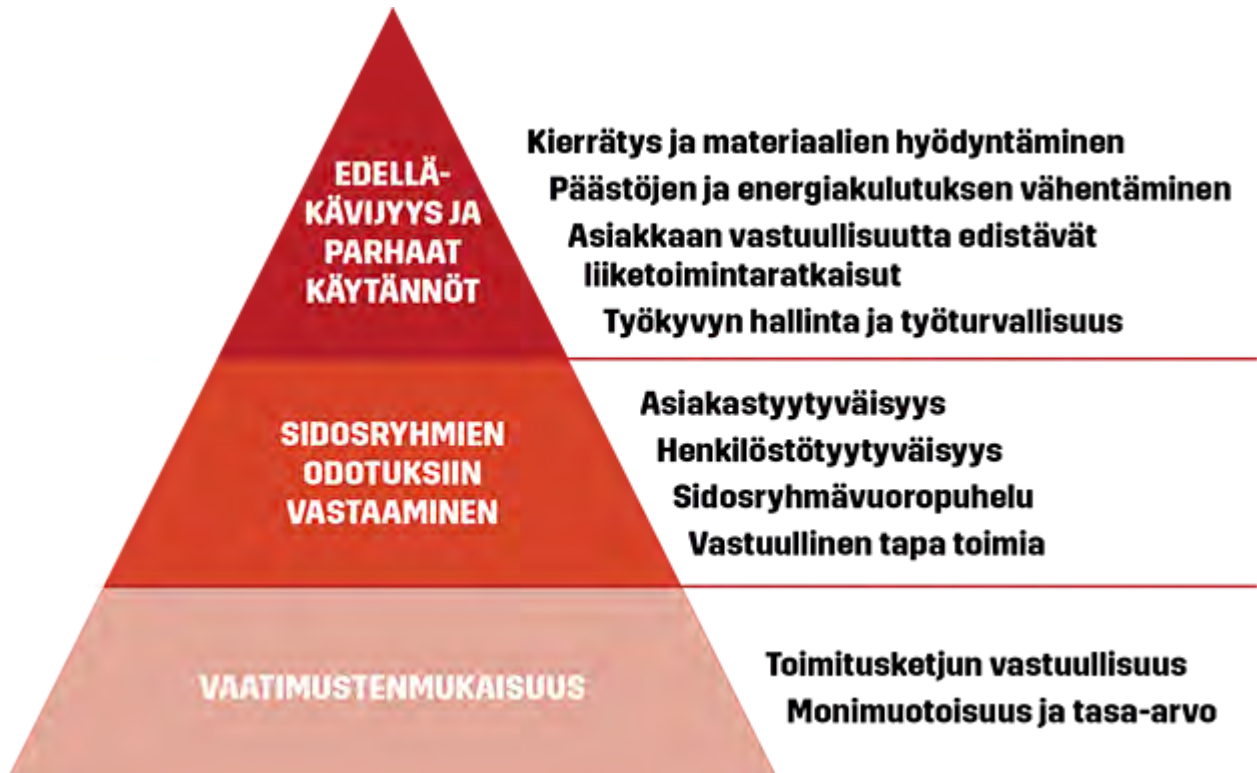 EDELLÄ-
KÄVIJYYS JA
PARHAAT
KÄYTÄNNÖT
Kierrätys ja materiaalien hyödyntäminen
Päästöjen ja energiakulutuksen vähentäminen
Asiakkaan vastuullisuutta edistävät
liiketoimintaratkaisut
Työkyvyn hallinta ja työturvallisuus
SIDOSRYHMIEN
ODOTUKSIIN
VASTAAMINEN
Asiakastyytyväisyys
Henkilöstötyytyväisyys
Sidosryhmävuoropuhelu
Vastuullinen tapa toimia
VAATIMUSTENMUKAISUUS
Toimitusketjun vastuullisuus
Monimuotoisuus ja tasa-arvo